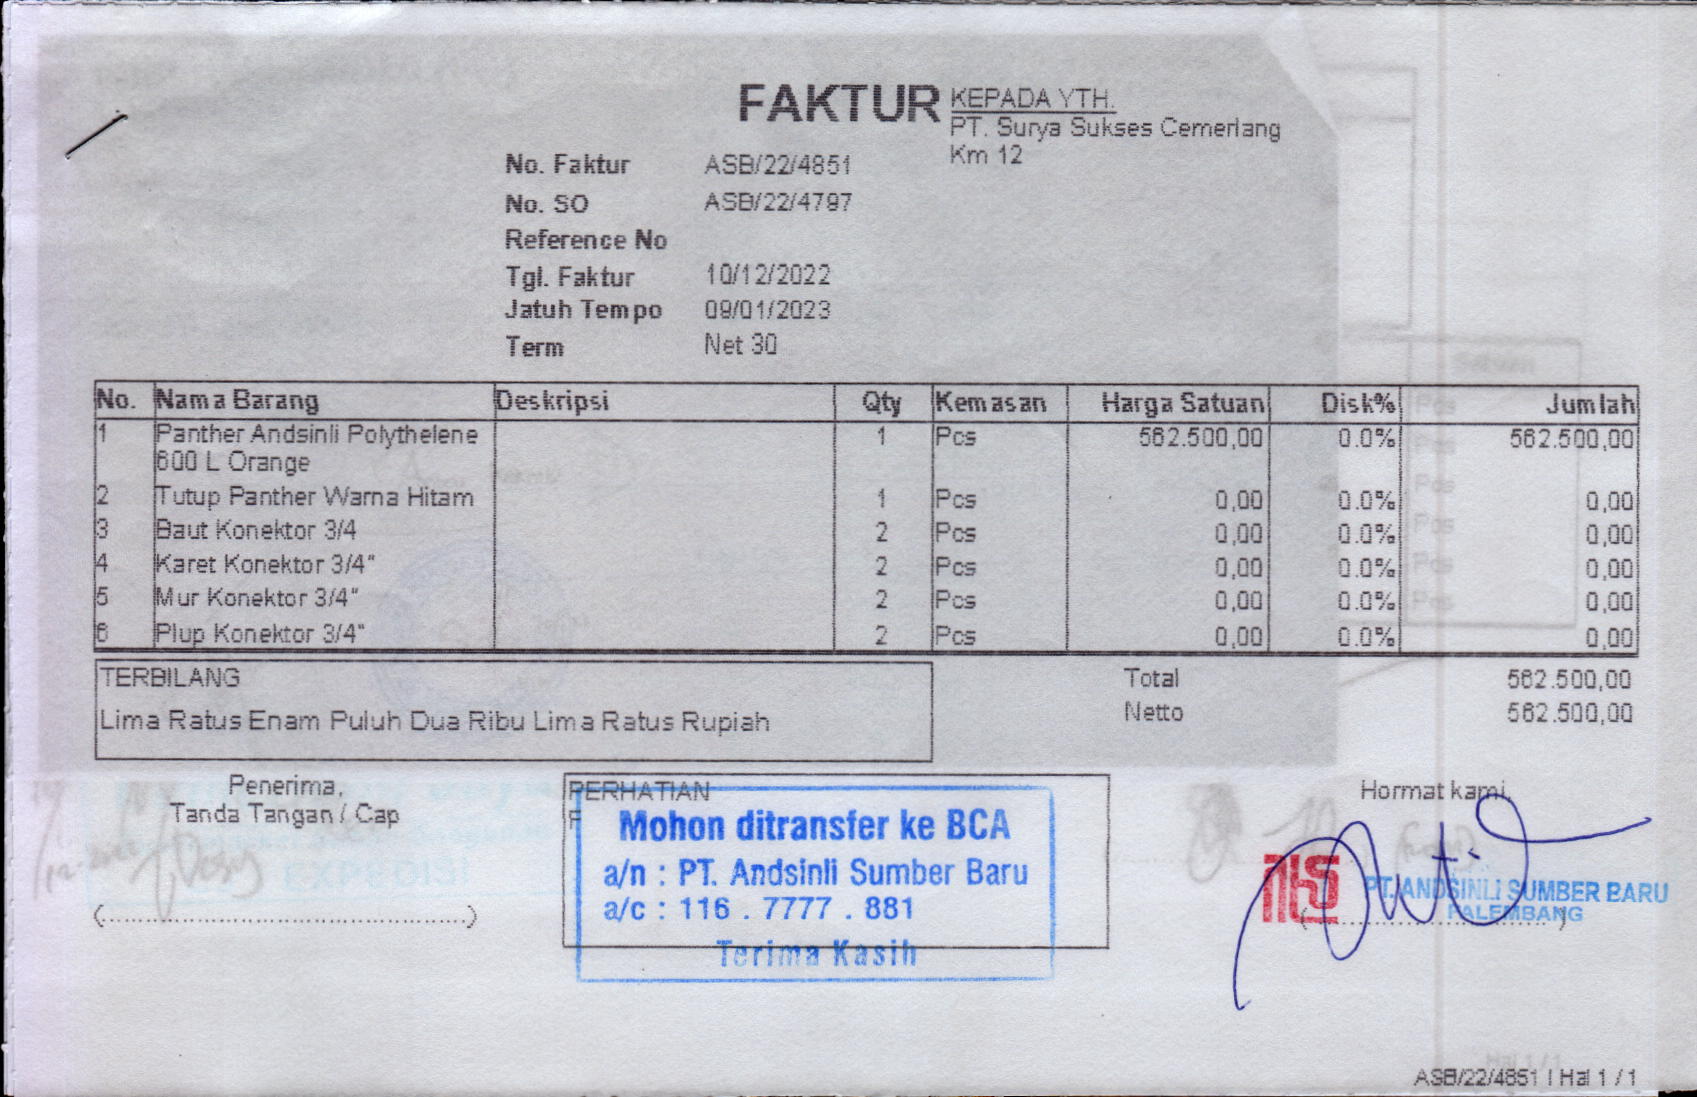 FAKTUR
KEPADA YTH.
PT. Surya Sukses Cemerlang
Km 12
No. Faktur ASB/22/4851
No. SO ASB/22/4797
Reference No
Tgl. Faktur 10/12/2022
Jatuh Tempo 09/01/2023
Term Net 30
No. Nama Barang Deskripsi Qty Kemasan Harga Satuan Disk% Jumlah
1 Panther Andsinli Polythelene 1 Pcs 562.500,00 0.0% 562.500,00
600 L Orange
2 Tutup Panther Warna Hitam 1 Pcs 0,00 0.0% 0,00
3 Baut Konektor 3/4 2 Pcs 0,00 0.0% 0,00
4 Karet Konektor 3/4" 2 Pcs 0,00 0.0% 0,00
5 Mur Konektor 3/4" 2 Pcs 0,00 0.0% 0,00
6 Plup Konektor 3/4" 2 Pcs 0,00 0.0% 0,00
TERBILANG
Lima Ratus Enam Puluh Dua Ribu Lima Ratus Rupiah
Total 562.500,00
Netto 562.500,00
Penerima,
Tanda Tangan / Cap
EXPEDISI
(....................................................)
PERHATIAN
F
Mohon ditransfer ke BCA
a/n : PT. Andsinli Sumber Baru
a/c : 116 . 7777 . 881
Terima Kasih
Hormat kami,
PT. ANDSINLI SUMBER BARU
PALEMBANG
ASB/22/4851 | Hal 1 / 1